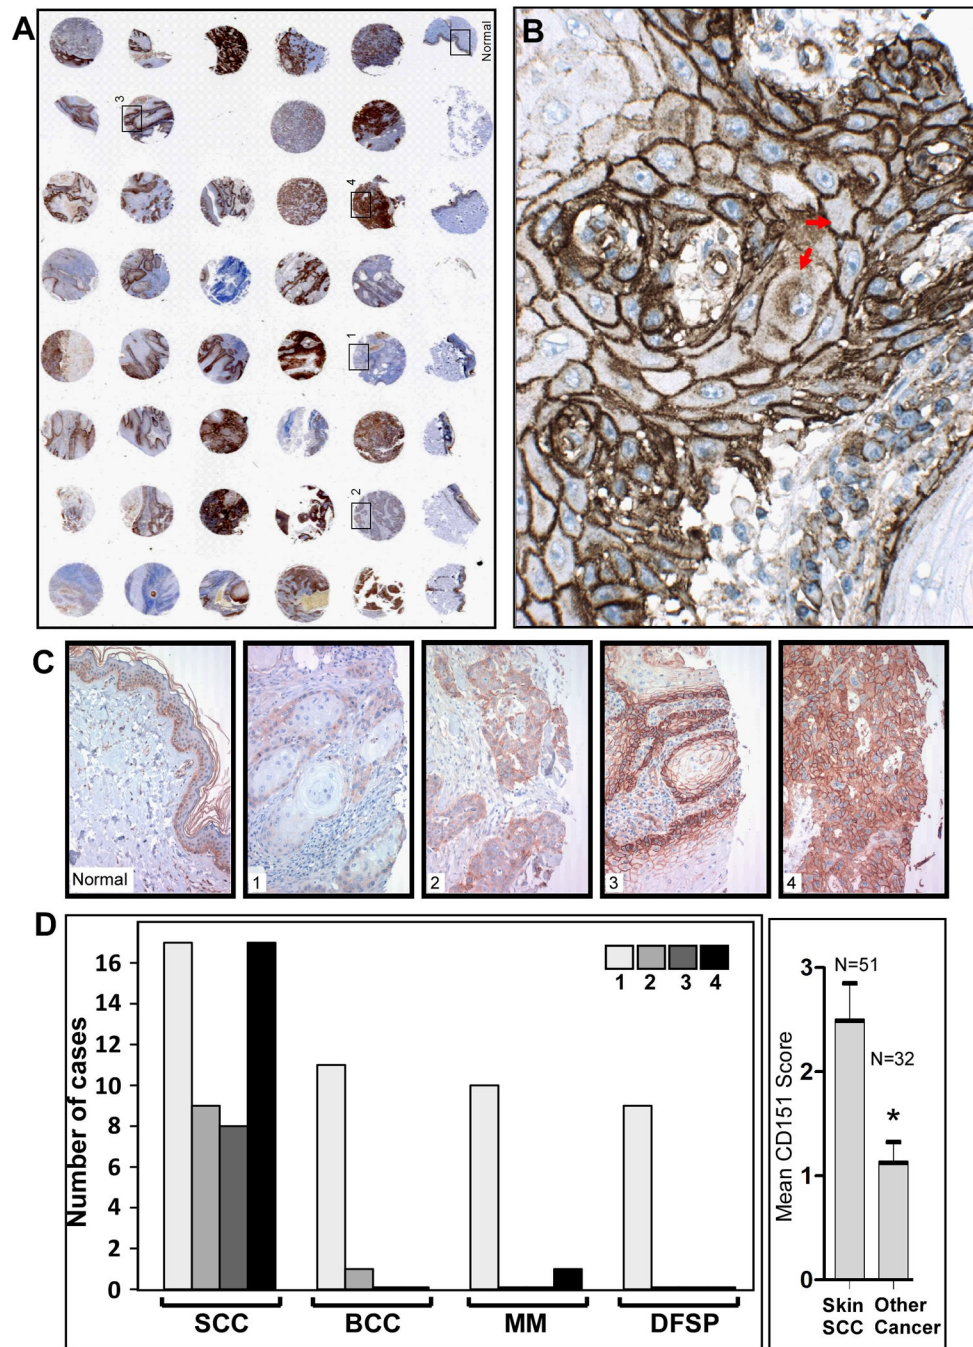 A
Normal
3
4
1
2
B
C
Normal
1
2
3
4
D
Number of cases
16
14
12
10
8
6
4
2
0
1 2 3 4
SCC BCC MM DFSP
Mean CD151 Score
3
2
1
0
N=51
N=32
*
Skin Other
SCC Cancer